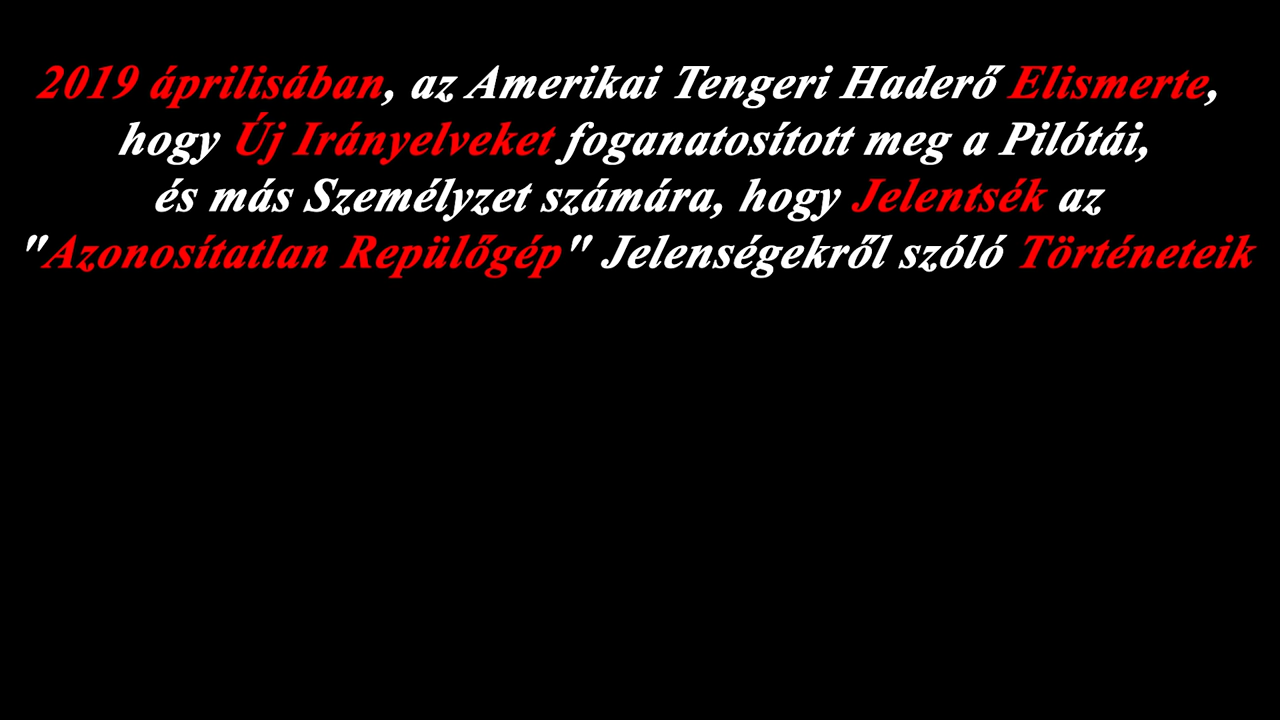 2019 áprilisában, az Amerikai Tengeri Haderő Elismerte,
hogy Új Irányelveket foganatosított meg a Pilótái,
és más Személyzet számára, hogy Jelentsék az
"Azonosítatlan Repülőgép" Jelenségekről szóló Történeteik